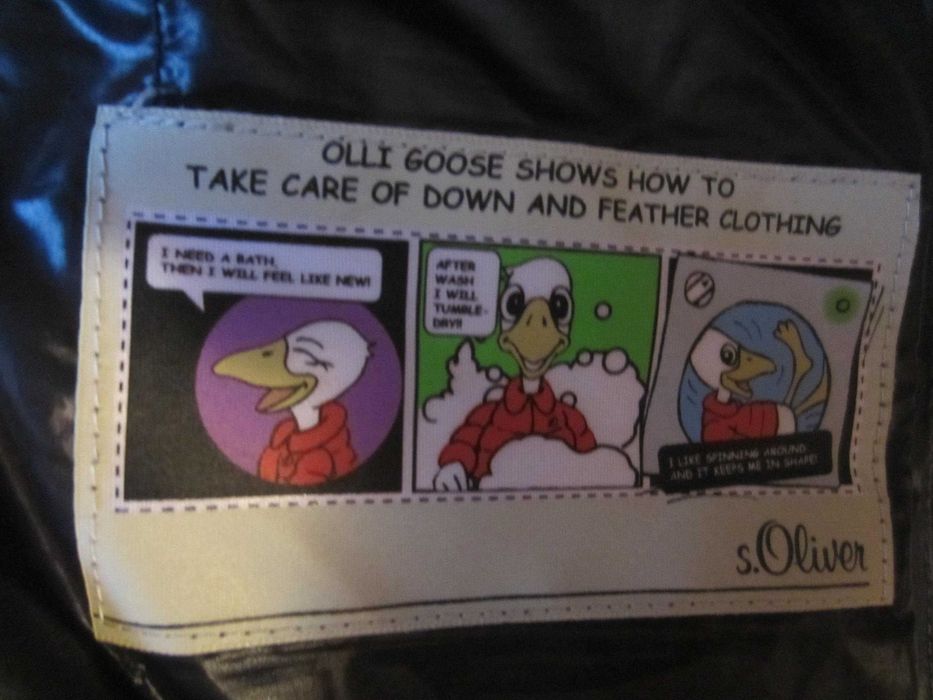 OLLI GOOSE SHOWS HOW TO
TAKE CARE OF DOWN AND FEATHER CLOTHING
I NEED A BATH,
THEN I WILL FEEL LIKE NEW!
AFTER
WASH
I WILL
TUMBLE-
DRY!!
I LIKE SPINNING AROUND
AND IT KEEPS ME IN SHAPE!
s.Oliver